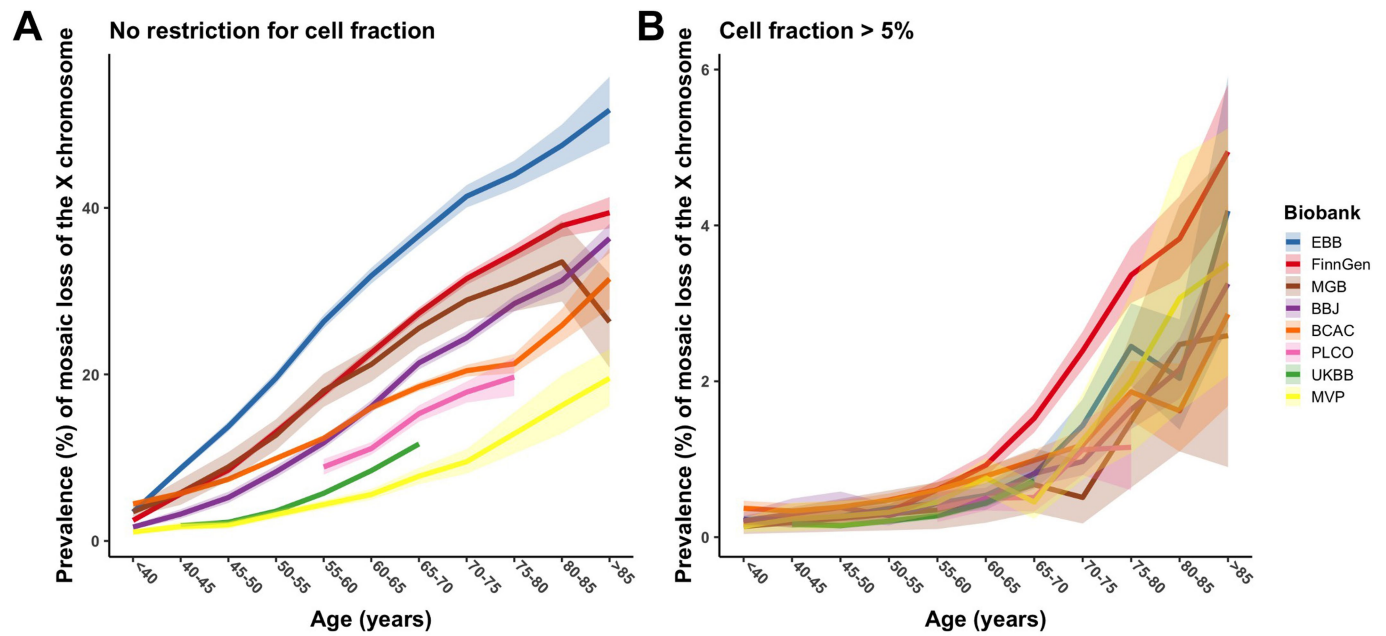 A
No restriction for cell fraction
Prevalence (%) of mosaic loss of the X chromosome
40
20
0
<40
40-45
45-50
50-55
55-60
60-65
65-70
70-75
75-80
80-85
>85
Age (years)
B
Cell fraction > 5%
Prevalence (%) of mosaic loss of the X chromosome
6
4
2
0
<40
40-45
45-50
50-55
55-60
60-65
65-70
70-75
75-80
80-85
>85
Age (years)
Biobank
EBB
FinnGen
MGB
BBJ
BCAC
PLCO
UKBB
MVP